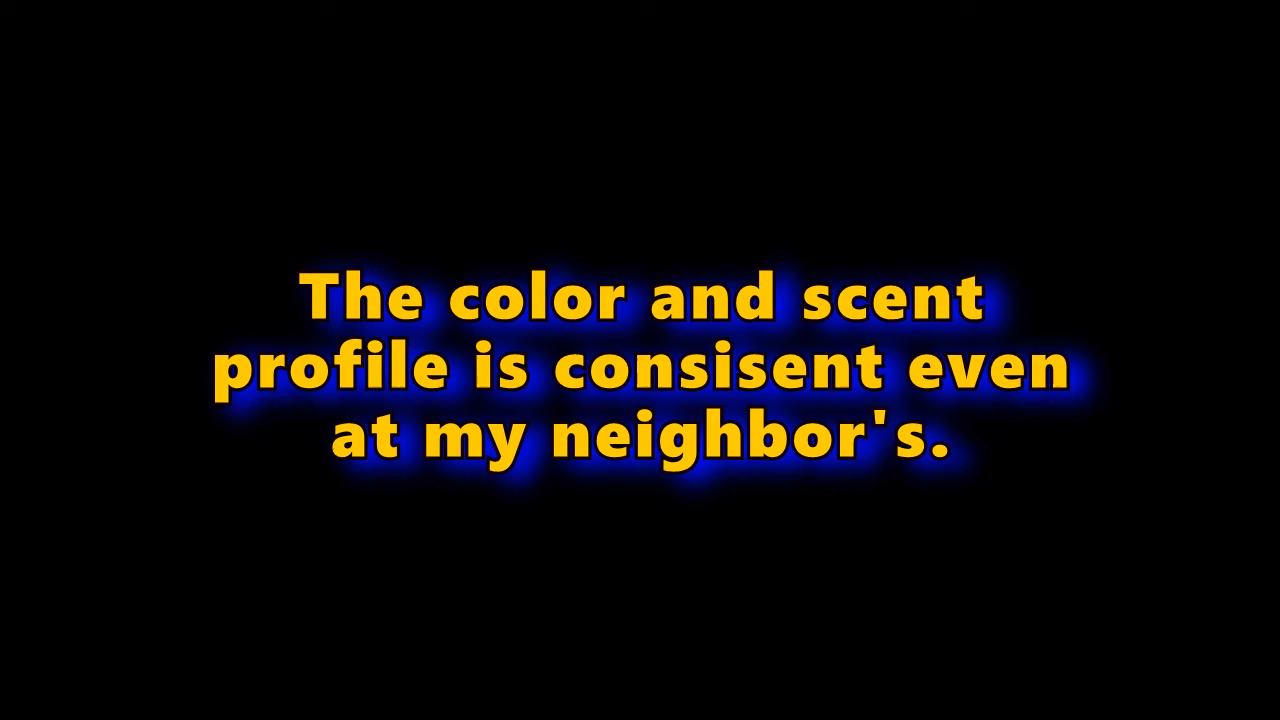 The color and scent
profile is consisent even
at my neighbor's.